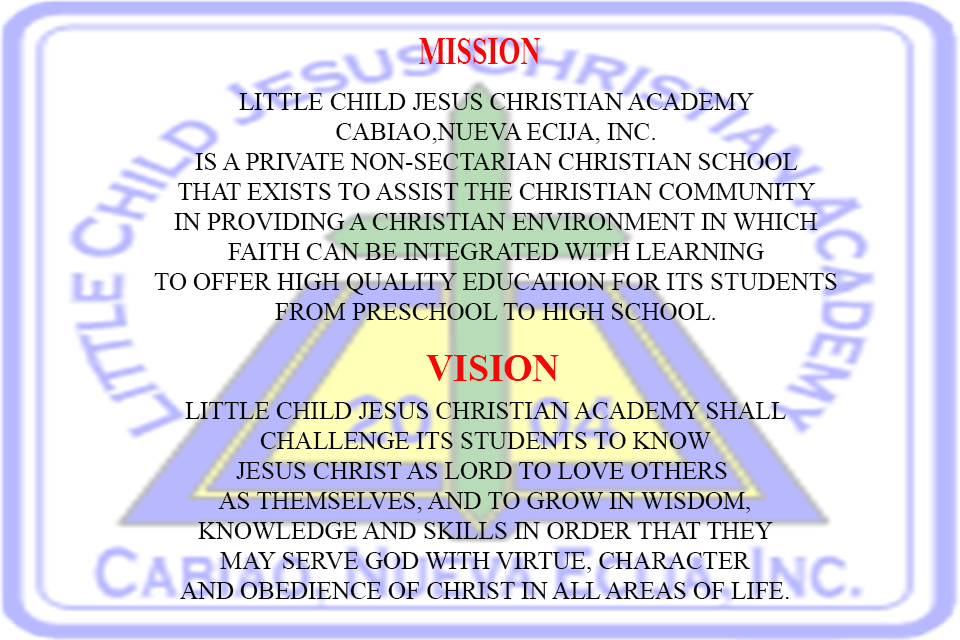 MISSION
LITTLE CHILD JESUS CHRISTIAN ACADEMY
CABIAO,NUEVA ECIJA, INC.
IS A PRIVATE NON-SECTARIAN CHRISTIAN SCHOOL
THAT EXISTS TO ASSIST THE CHRISTIAN COMMUNITY
IN PROVIDING A CHRISTIAN ENVIRONMENT IN WHICH
FAITH CAN BE INTEGRATED WITH LEARNING
TO OFFER HIGH QUALITY EDUCATION FOR ITS STUDENTS
FROM PRESCHOOL TO HIGH SCHOOL.
VISION
LITTLE CHILD JESUS CHRISTIAN ACADEMY SHALL
CHALLENGE ITS STUDENTS TO KNOW
JESUS CHRIST AS LORD TO LOVE OTHERS
AS THEMSELVES, AND TO GROW IN WISDOM,
KNOWLEDGE AND SKILLS IN ORDER THAT THEY
MAY SERVE GOD WITH VIRTUE, CHARACTER
AND OBEDIENCE OF CHRIST IN ALL AREAS OF LIFE.
LITTLE CHILD JESUS CHRISTIAN ACADEMY
2004
CABIAO, NUEVA ECIJA, INC.